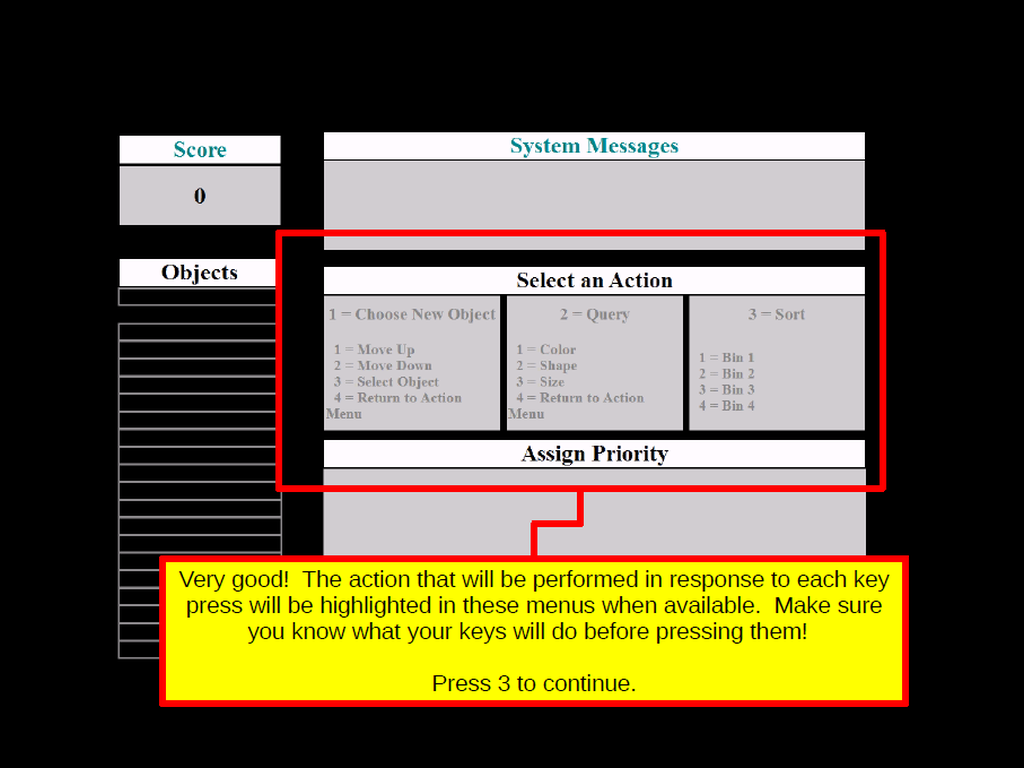 Score
0
Objects
System Messages
Select an Action
1 = Choose New Object
1 = Move Up
2 = Move Down
3 = Select Object
4 = Return to Action
Menu
2 = Query
1 = Color
2 = Shape
3 = Size
4 = Return to Action
Menu
3 = Sort
1 = Bin 1
2 = Bin 2
3 = Bin 3
4 = Bin 4
Assign Priority
Very good!  The action that will be performed in response to each key
press will be highlighted in these menus when available.  Make sure
you know what your keys will do before pressing them!
Press 3 to continue.